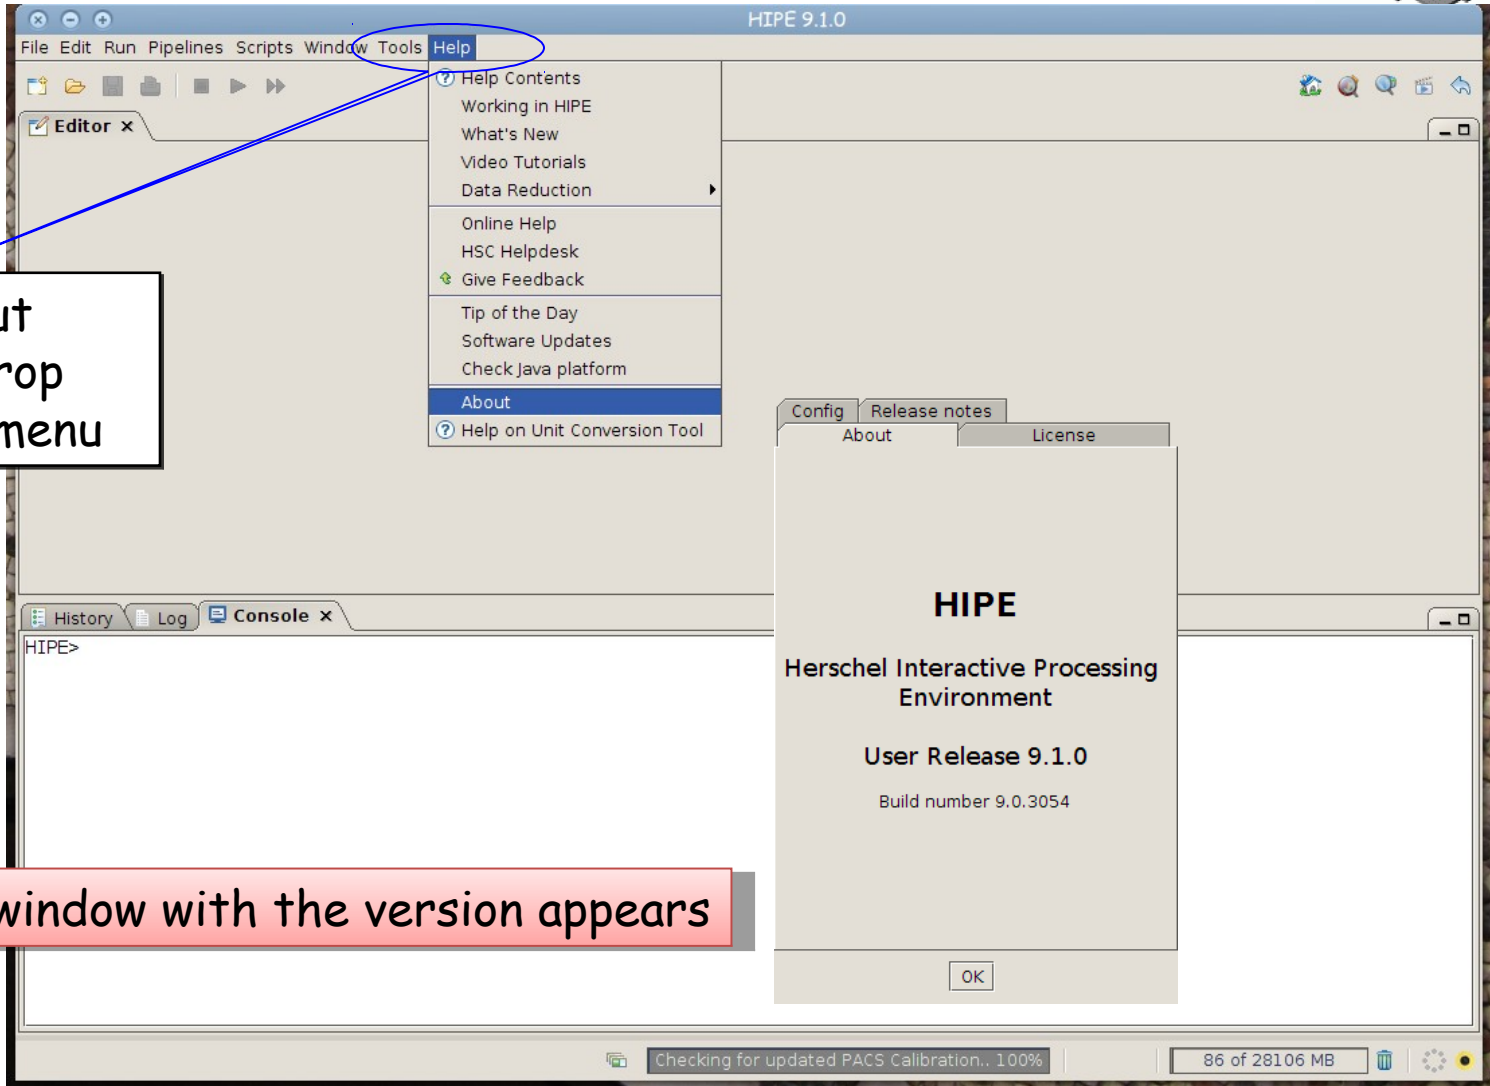 HIPE 9.1.0
File Edit Run Pipelines Scripts Window Tools Help
Help Contents
Working in HIPE
What's New
Video Tutorials
Data Reduction
Online Help
HSC Helpdesk
Give Feedback
Tip of the Day
Software Updates
Check Java platform
About
Help on Unit Conversion Tool
Editor x
ut
rop
menu
Config Release notes
About License
HIPE
Herschel Interactive Processing
Environment
User Release 9.1.0
Build number 9.0.3054
OK
History Log Console x
HIPE>
window with the version appears
Checking for updated PACS Calibration.. 100%
86 of 28106 MB